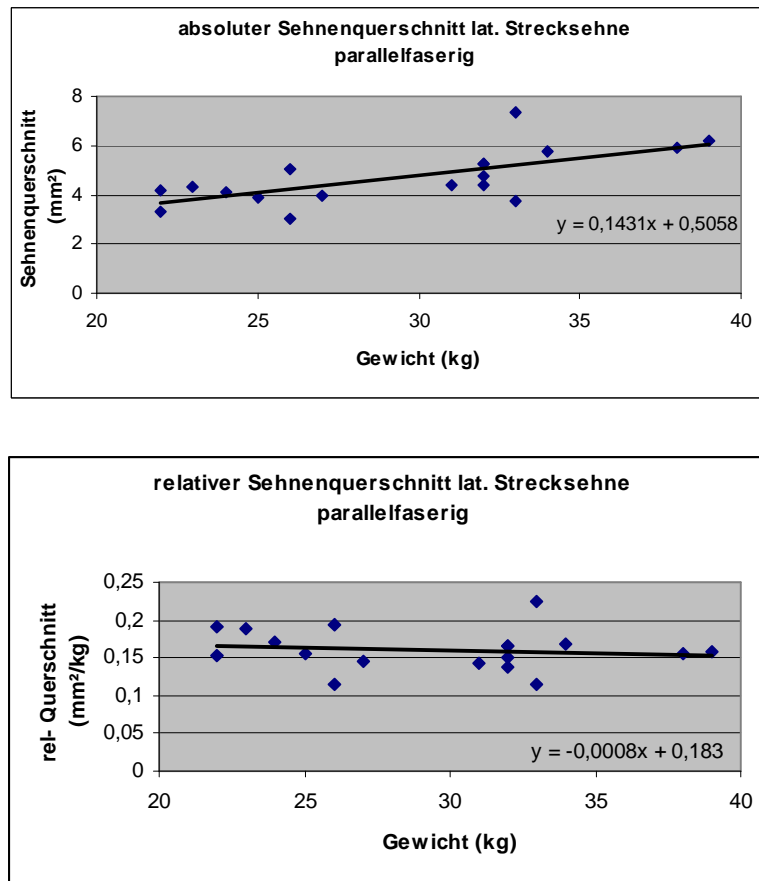 absoluter Sehnenquerschnitt lat. Strecksehne
parallelfaserig
8
6
4
2
0
Sehnenquerschnitt
(mm²)
y = 0,1431x + 0,5058
20 25 30 35 40
Gewicht (kg)
relativer Sehnenquerschnitt lat. Strecksehne
parallelfaserig
0,25
0,2
0,15
0,1
0,05
0
rel- Querschnitt
(mm²/kg)
y = -0,0008x + 0,183
20 25 30 35 40
Gewicht (kg)